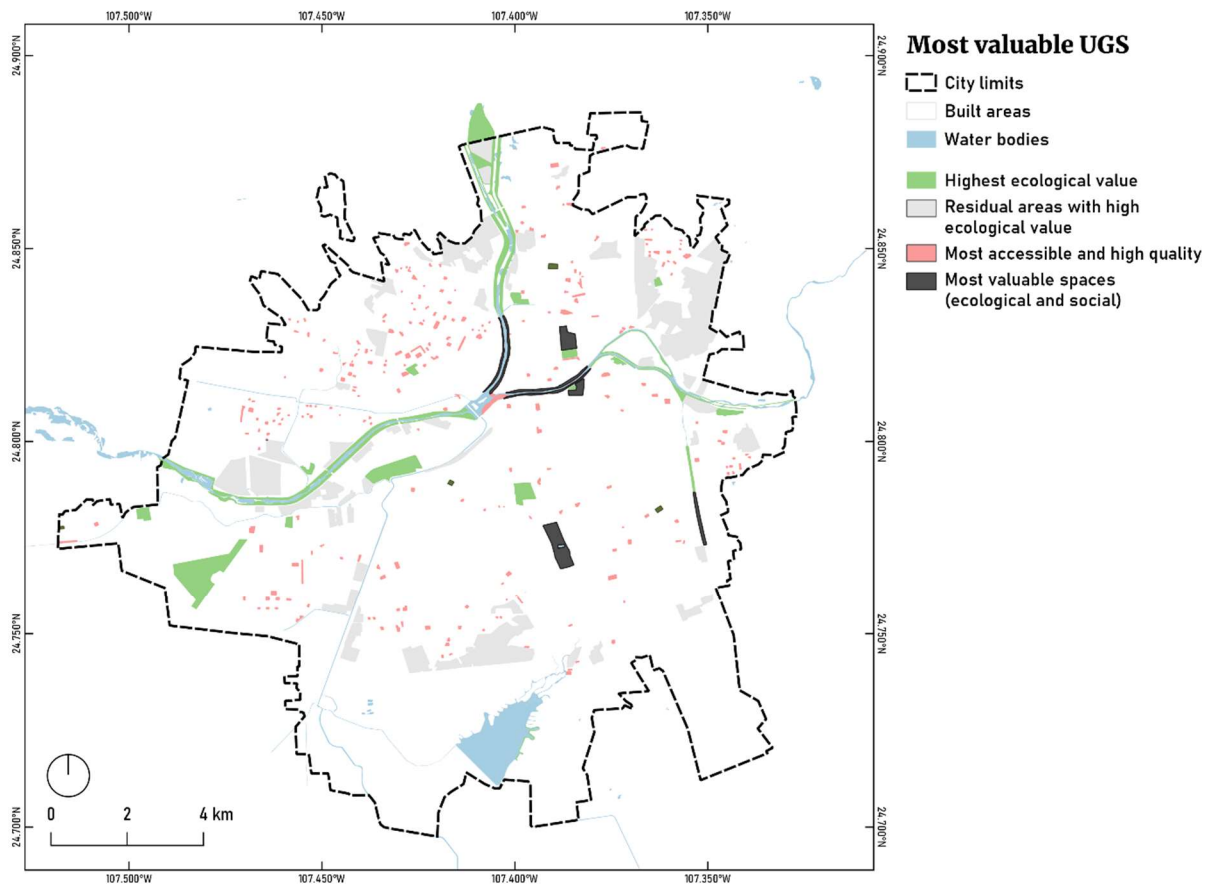 107.500°W 107.450°W 107.400°W 107.350°W
24.900°N 24.900°N
24.850°N 24.850°N
24.800°N 24.800°N
24.750°N 24.750°N
24.700°N 24.700°N
0 2 4 km
107.500°W 107.450°W 107.400°W 107.350°W
Most valuable UGS
City limits
Built areas
Water bodies
Highest ecological value
Residual areas with high
ecological value
Most accessible and high quality
Most valuable spaces
(ecological and social)